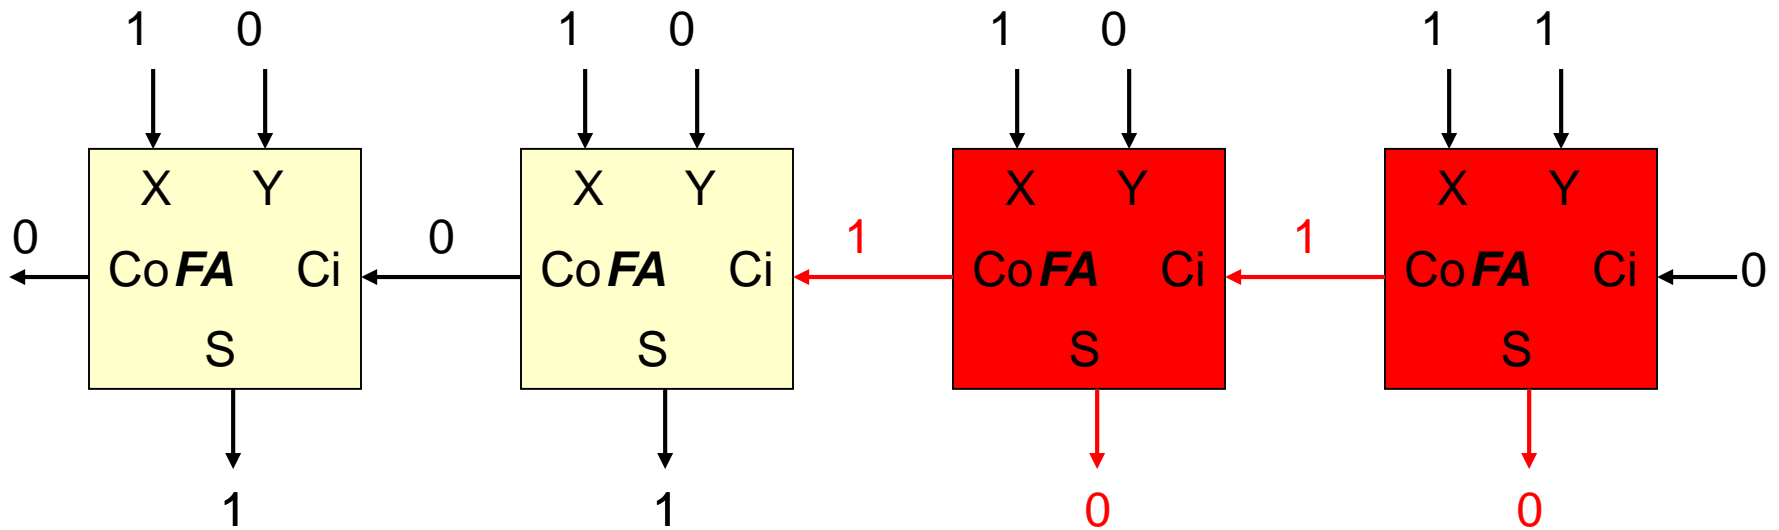 1 0 1 0 1 0 1 1
X Y X Y X Y X Y
0 0 1 1
Co FA Ci Co FA Ci Co FA Ci Co FA Ci 0
S S S S
1 1 0 0